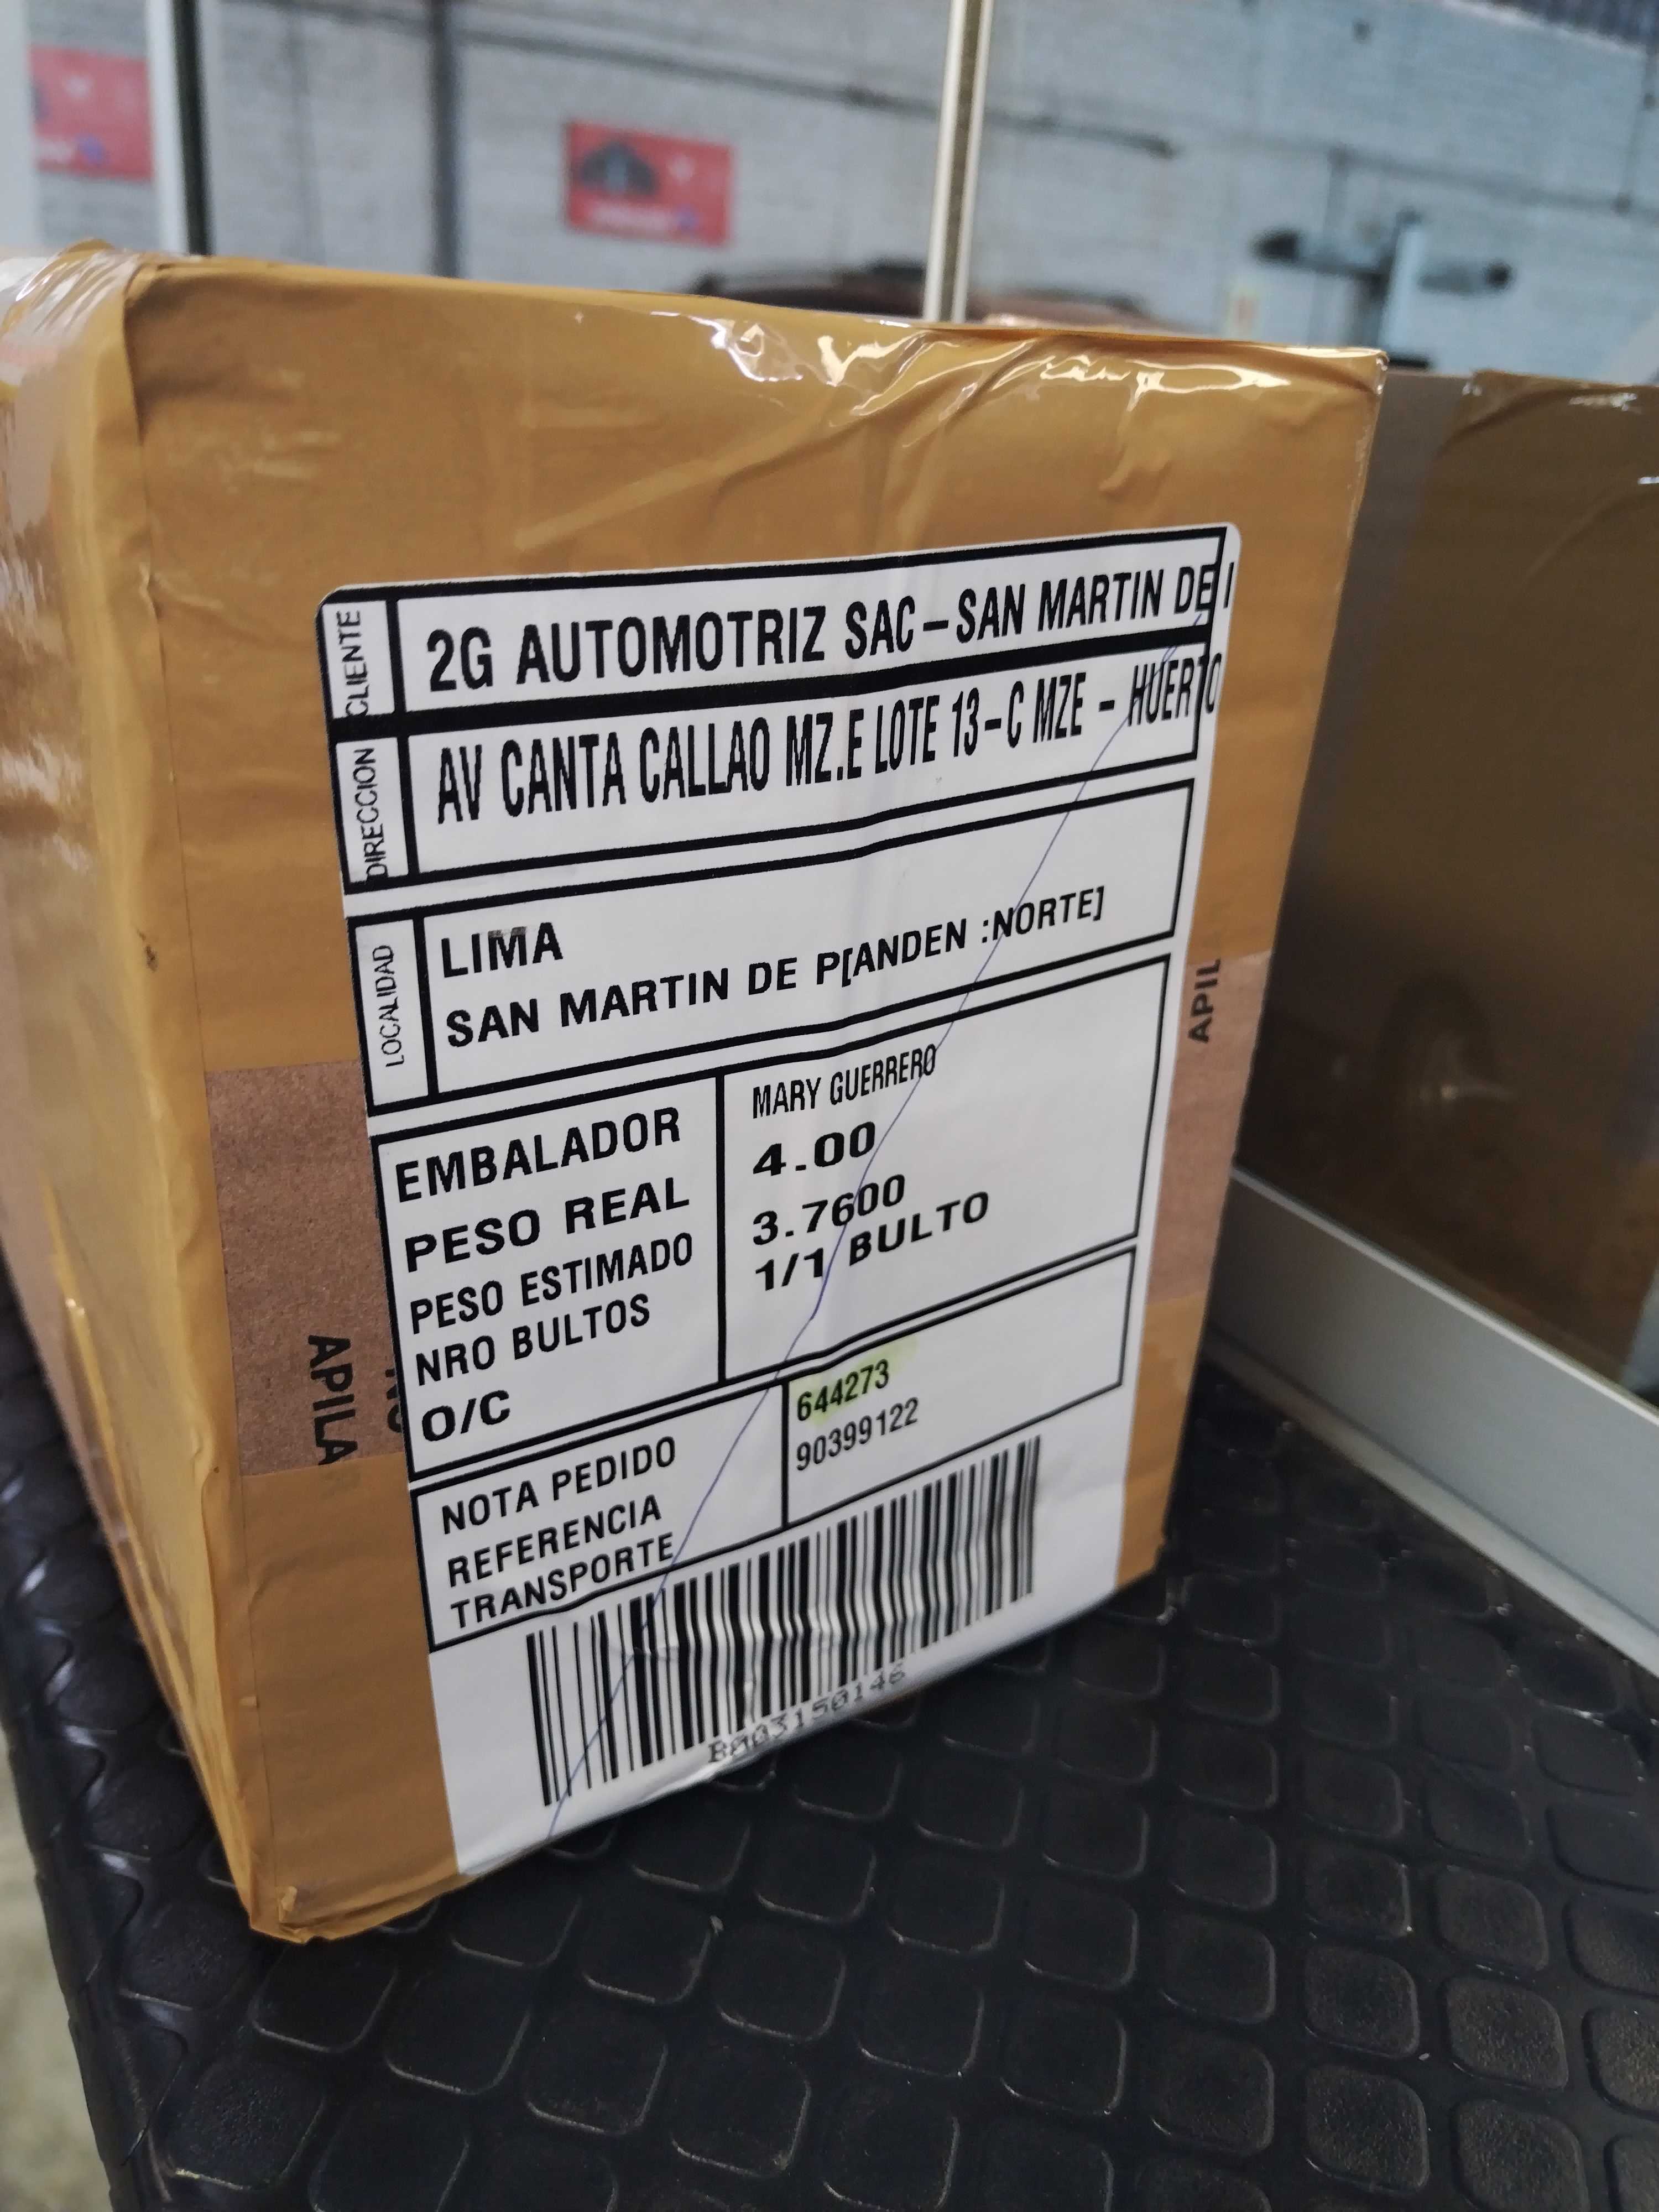 CLIENTE
2G AUTOMOTRIZ SAC-SAN MARTIN DE
DIRECCION
AV CANTA CALLAO MZ.E LOTE 13-C MZE - HUERTO
LOCALIDAD
LIMA
SAN MARTIN DE P[ANDEN :NORTE]
EMBALADOR MARY GUERRERO
PESO REAL 4.00
PESO ESTIMADO 3.7600
NRO BULTOS 1/1 BULTO
O/C
NOTA PEDIDO 644273
REFERENCIA 90399122
TRANSPORTE
B003150146
APILA
APIL